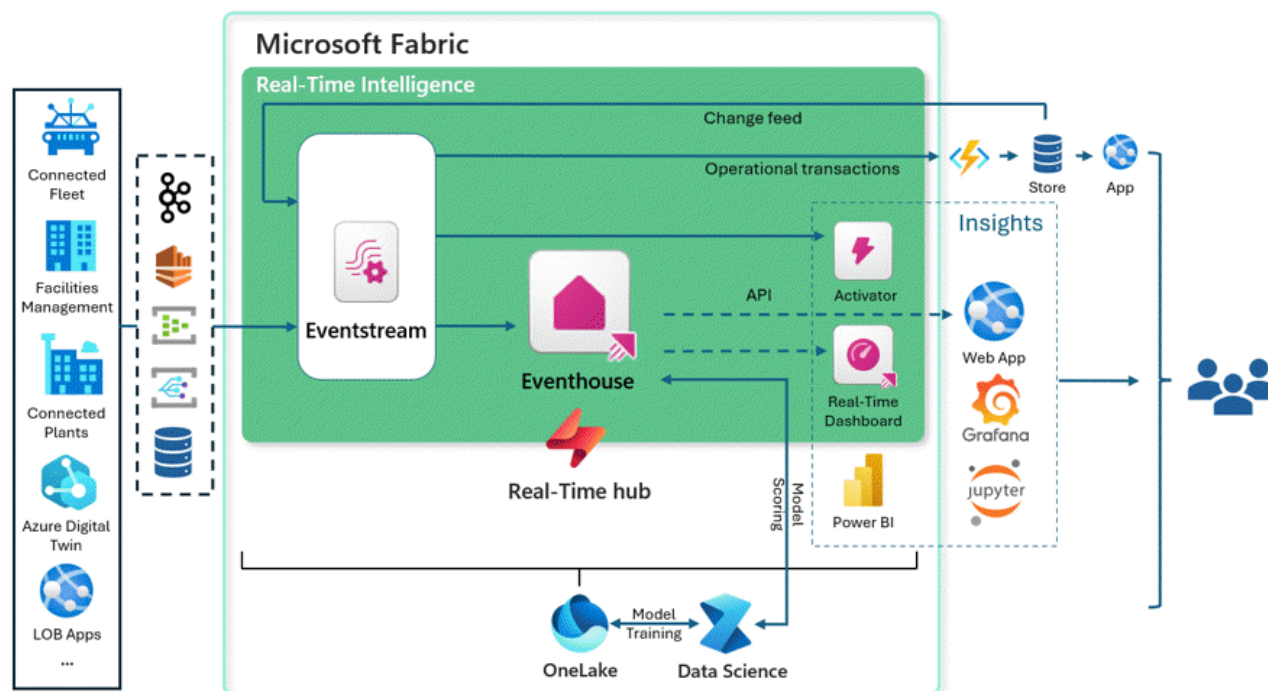 Microsoft Fabric
Real-Time Intelligence
Connected
Fleet
Facilities
Management
Connected
Plants
Azure Digital
Twin
LOB Apps
...
Eventstream
Change feed
Operational transactions
Store
App
Insights
Activator
API
Eventhouse
Real-Time
Dashboard
Web App
Grafana
jupyter
Real-Time hub
Power BI
Model
Scoring
OneLake
Model
Training
Data Science